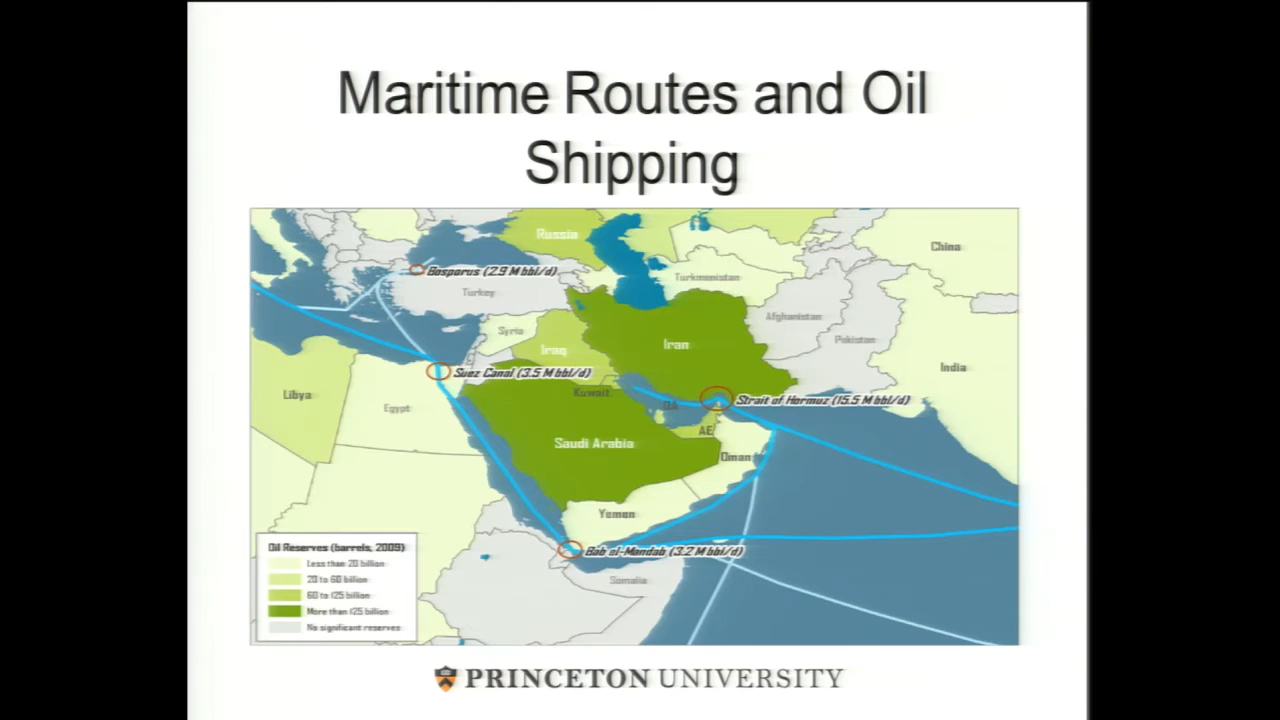 Maritime Routes and Oil
Shipping
Russia
China
Bosporus (2.9 M bbl/d)
Turkmenistan
Turkey
Afghanistan
Syria
Pakistan
Iraq
Iran
India
Suez Canal (3.5 M bbl/d)
Libya
Kuwait
Strait of Hormuz (15.5 M bbl/d)
Egypt
QA
AE
Saudi Arabia
Oman
Yemen
Bab el-Mandab (3.2 M bbl/d)
Somalia
Oil Reserves (barrels, 2009)
Less than 20 billion
20 to 60 billion
60 to 125 billion
More than 125 billion
No significant reserves
PRINCETON UNIVERSITY